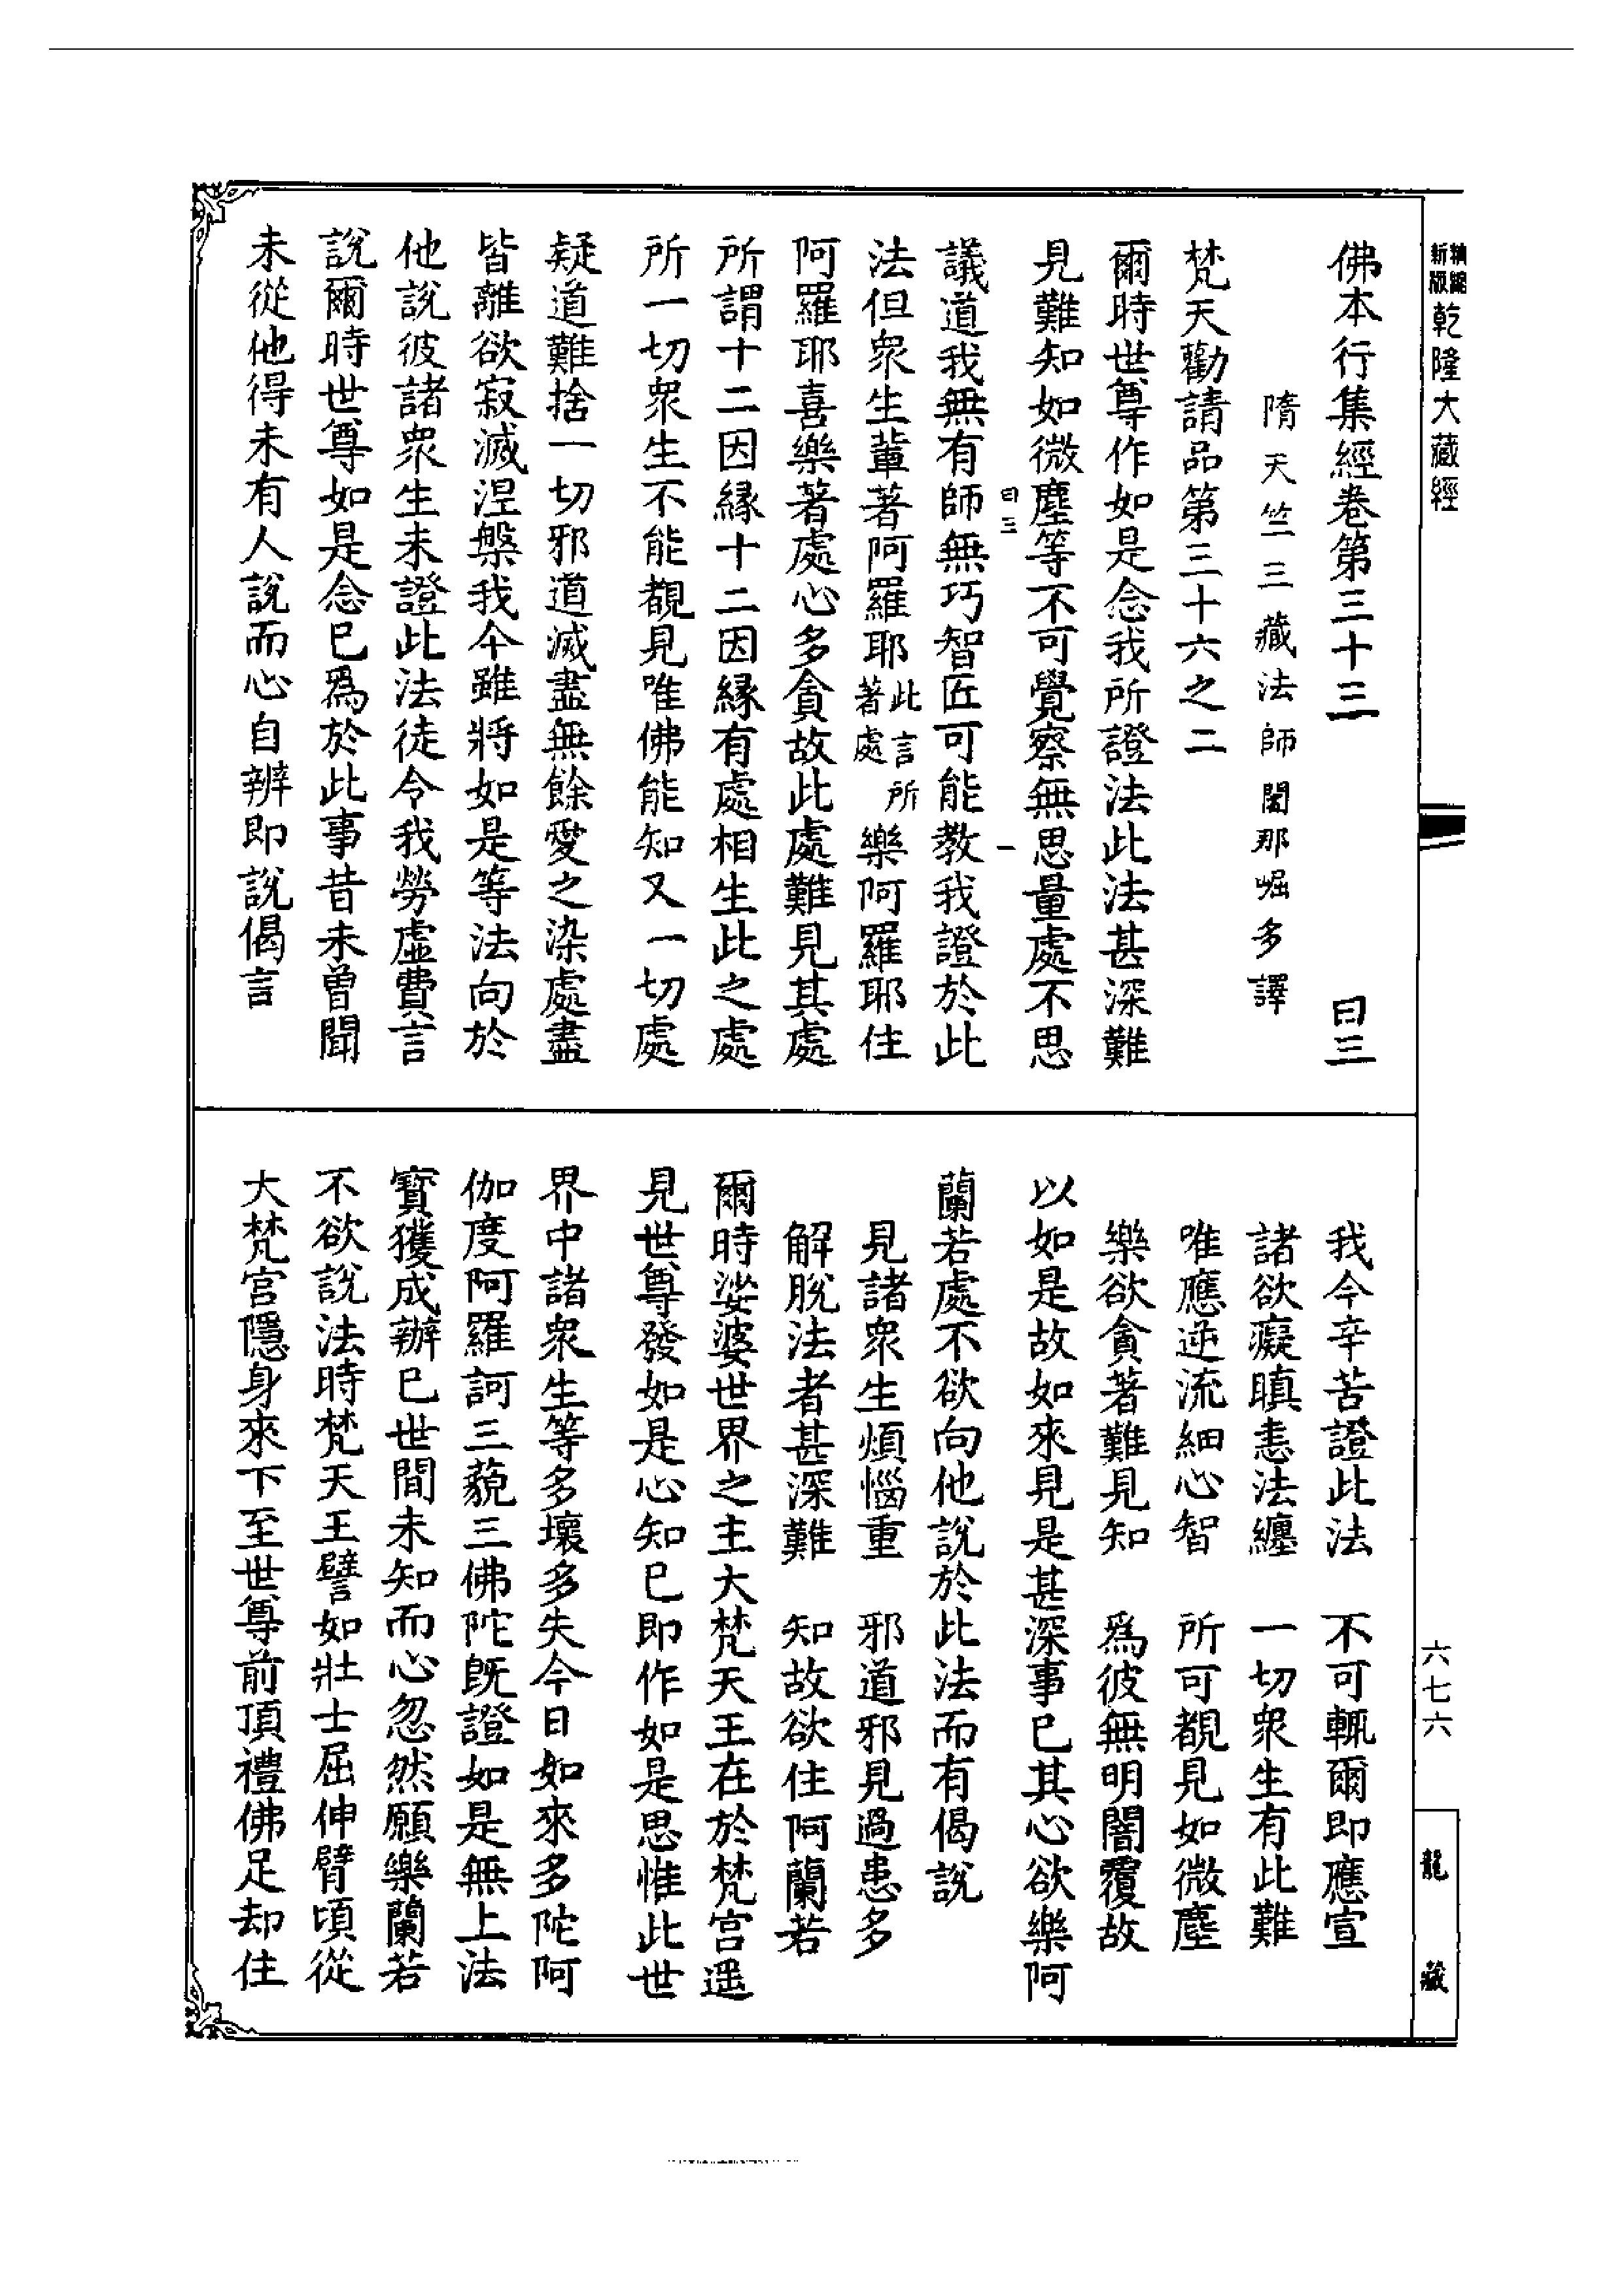 新版精縮乾隆大藏經
佛本行集經卷第三十三 曰三
隋天竺三藏法師闍那崛多譯
梵天勸請品第三十六之二
爾時世尊作如是念我所證法此法甚深難
見難知如微塵等不可覺察無思量處不思
曰三 一
議道我無有師無巧智匠可能教我證於此
法但眾生輩著阿羅耶此言所著處樂阿羅耶住
阿羅耶喜樂著處心多貪故此處難見其處
所謂十二因緣十二因緣有處相生此之處
所一切眾生不能覩見唯佛能知又一切處
疑道難捨一切邪道滅盡無餘愛之染處盡
皆離欲寂滅涅槃我今雖將如是等法向於
他說彼諸眾生未證此法徒令我勞虛費言
說爾時世尊如是念已為於此事昔未曾聞
未從他得未有人說而心自辨即說偈言
我今辛苦證此法 不可輒爾即應宣
諸欲癡瞋恚法纏 一切眾生有此難
唯應逆流細心智 所可覩見如微塵
樂欲貪著難見知 為彼無明闇覆故
以如是故如來見是甚深事已其心欲樂阿
蘭若處不欲向他說於此法而有偈說
見諸眾生煩惱重 邪道邪見過患多
解脫法者甚深難 知故欲住阿蘭若
爾時娑婆世界之主大梵天王在於梵宮遥
見世尊發如是心知已即作如是思惟此世
界中諸眾生等多壞多失今日如來多陀阿
伽度阿羅訶三藐三佛陀既證如是無上法
寶獲成辦已世間未知而心忽然願樂蘭若
不欲說法時梵天王譬如壯士屈伸臂頃從
大梵宮隱身來下至世尊前頂禮佛足却住
六七六
龍藏